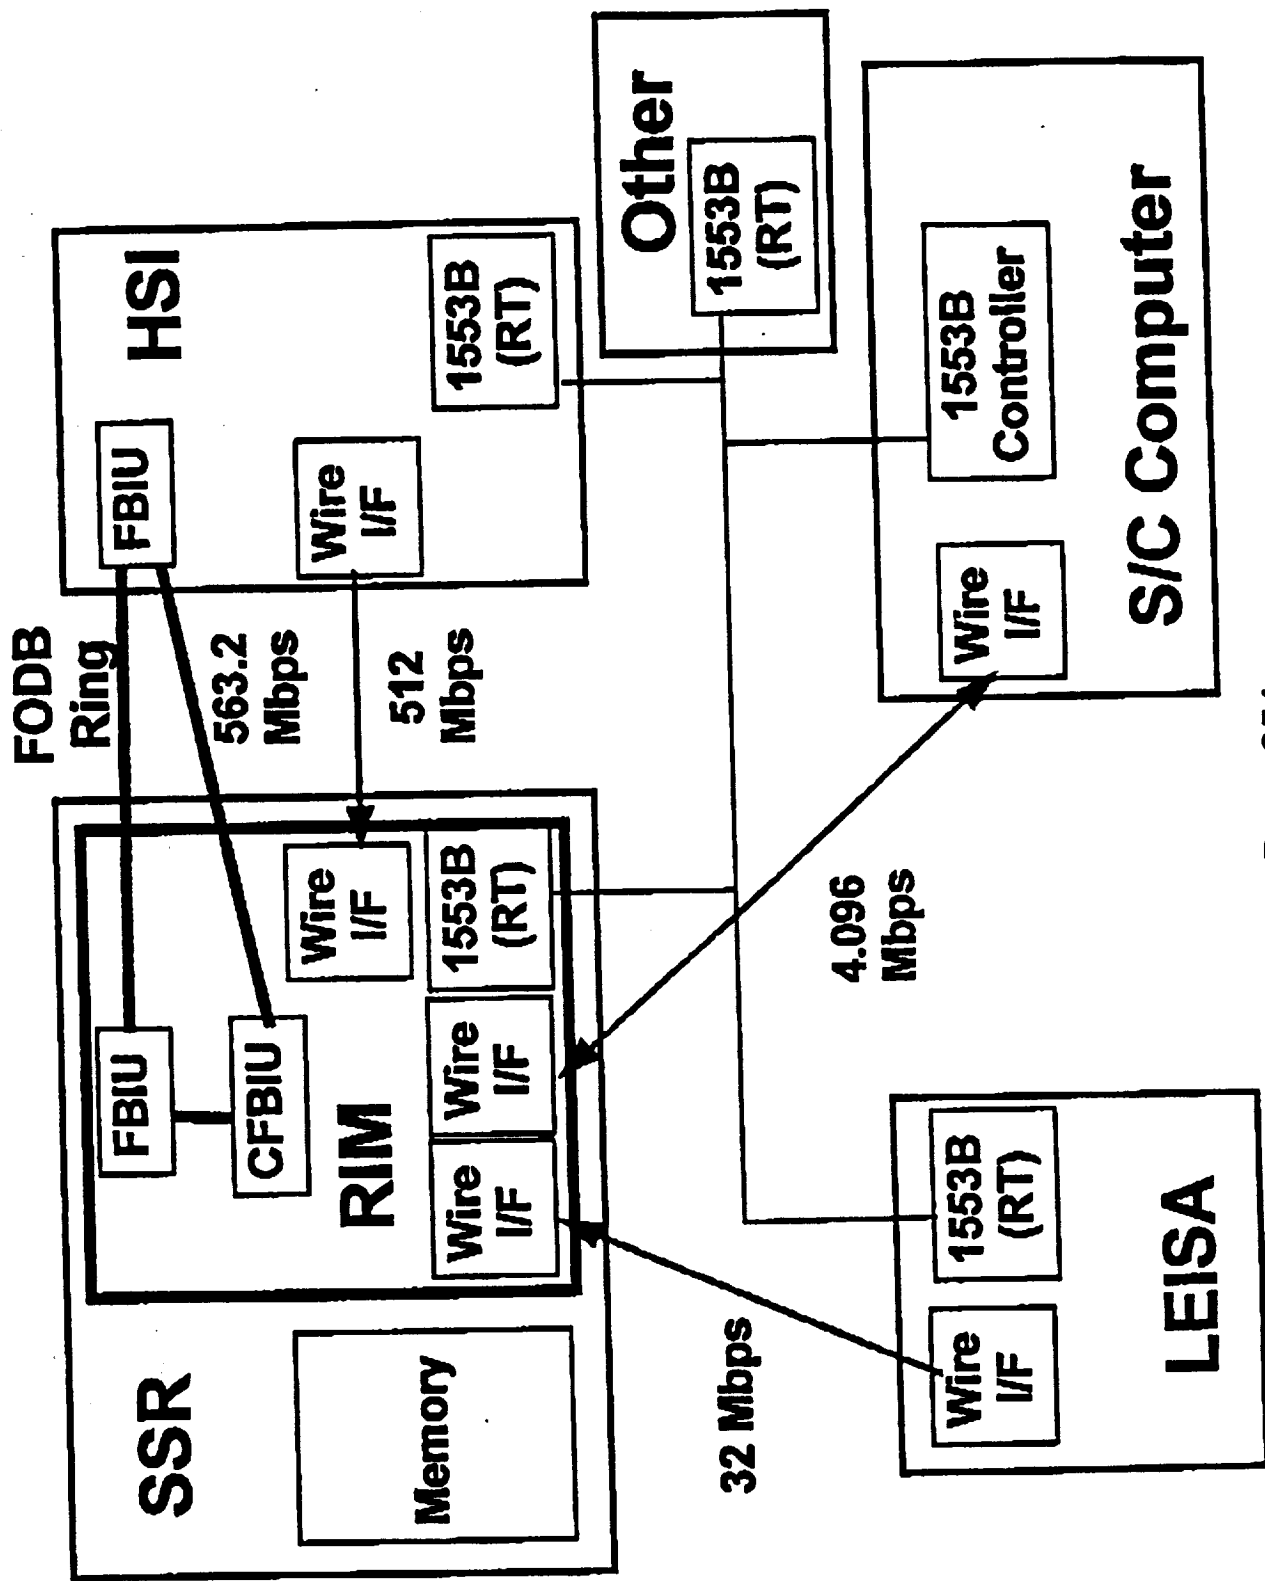 SSR
Memory
RIM
FBIU
CFBIU
Wire
I/F
Wire
I/F
Wire
I/F
1553B
(RT)
FODB
Ring
563.2
Mbps
512
Mbps
HSI
FBIU
Wire
I/F
1553B
(RT)
Other
1553B
(RT)
32 Mbps
4.096
Mbps
LEISA
Wire
I/F
1553B
(RT)
S/C Computer
Wire
I/F
1553B
Controller